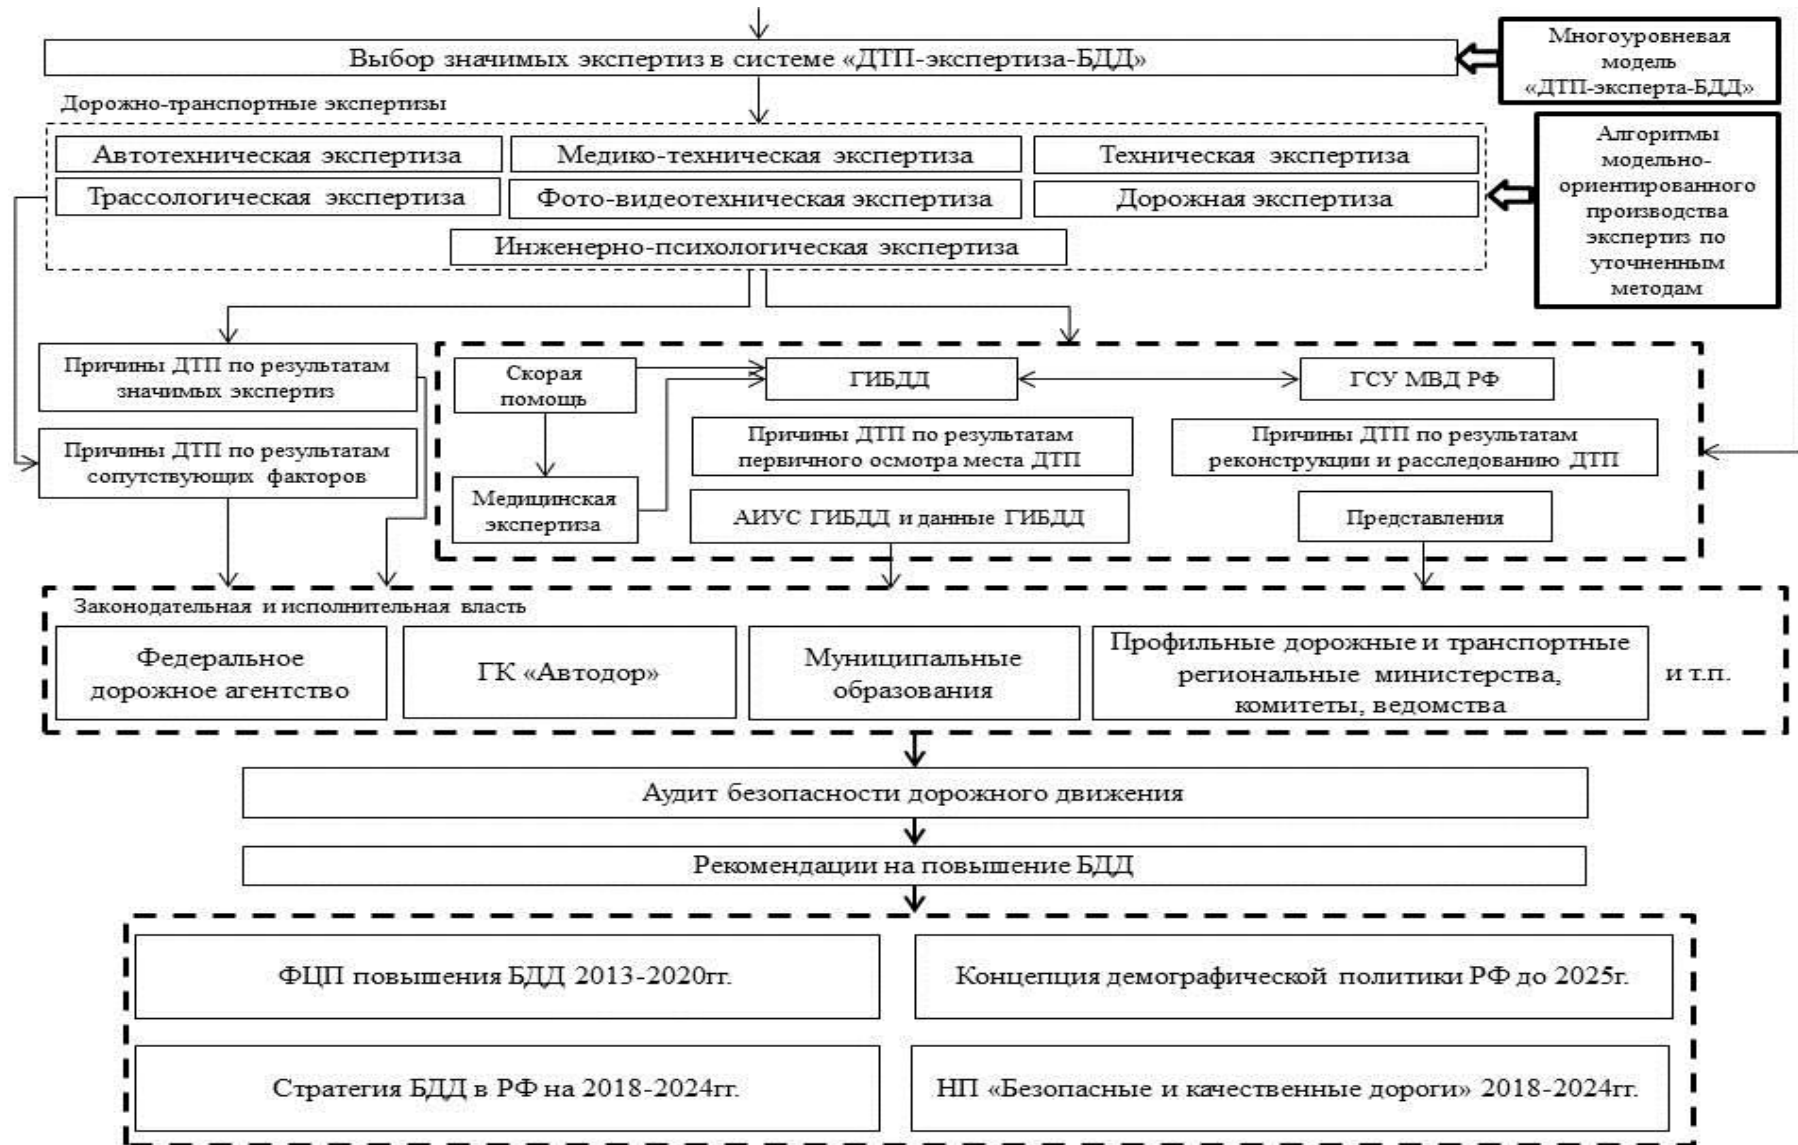 Выбор значимых экспертиз в системе «ДТП-экспертиза-БДД»
Многоуровневая
модель
«ДТП-эксперта-БДД»
Дорожно-транспортные экспертизы
Автотехническая экспертиза
Медико-техническая экспертиза
Техническая экспертиза
Трассологическая экспертиза
Фото-видеотехническая экспертиза
Дорожная экспертиза
Инженерно-психологическая экспертиза
Алгоритмы
модельно-
ориентированного
производства
экспертиз по
уточненным
методам
Причины ДТП по результатам
значимых экспертиз
Причины ДТП по результатам
сопутствующих факторов
Скорая
помощь
ГИБДД
ГСУ МВД РФ
Причины ДТП по результатам
первичного осмотра места ДТП
Причины ДТП по результатам
реконструкции и расследованию ДТП
Медицинская
экспертиза
АИУС ГИБДД и данные ГИБДД
Представления
Законодательная и исполнительная власть
Федеральное
дорожное агентство
ГК «Автодор»
Муниципальные
образования
Профильные дорожные и транспортные
региональные министерства,
комитеты, ведомства
и т.п.
Аудит безопасности дорожного движения
Рекомендации на повышение БДД
ФЦП повышения БДД 2013-2020гг.
Концепция демографической политики РФ до 2025г.
Стратегия БДД в РФ на 2018-2024гг.
НП «Безопасные и качественные дороги» 2018-2024гг.